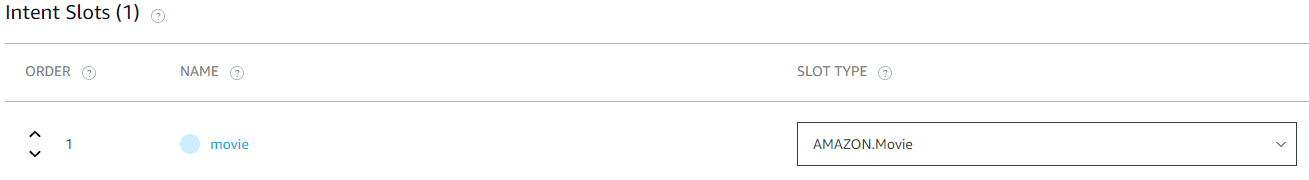 Intent Slots (1) ?
ORDER ? NAME ? SLOT TYPE ?
1 movie AMAZON.Movie